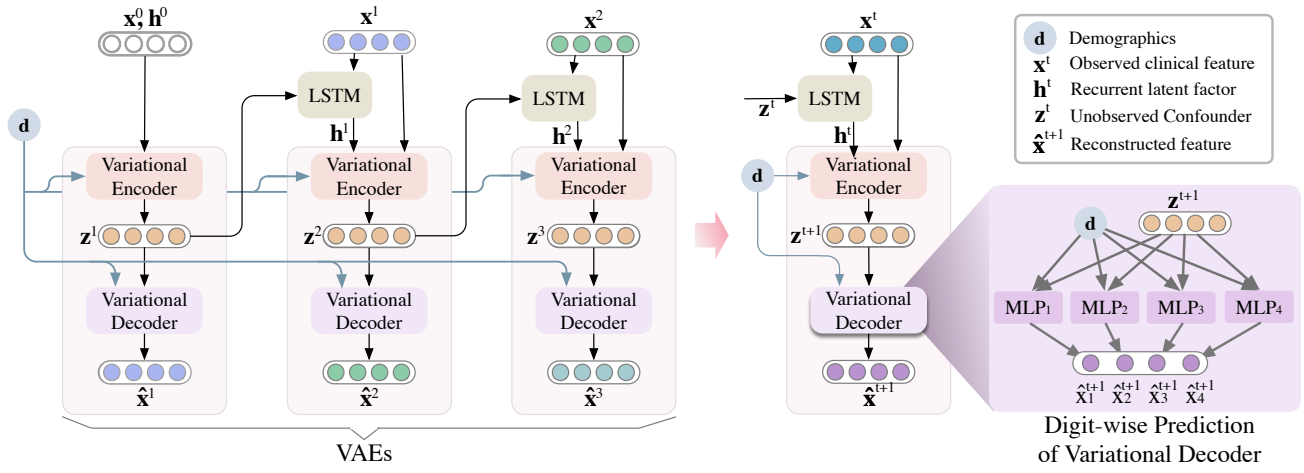 x⁰, h⁰
x¹
x²
xᵗ
LSTM
LSTM
LSTM
zᵗ
h¹
h²
hᵗ
d
d
Variational
Encoder
Variational
Encoder
Variational
Encoder
Variational
Encoder
z¹
z²
z³
zᵗ⁺¹
Variational
Decoder
Variational
Decoder
Variational
Decoder
Variational
Decoder
x̂¹
x̂²
x̂³
x̂ᵗ⁺¹
VAEs
d Demographics
xᵗ Observed clinical feature
hᵗ Recurrent latent factor
zᵗ Unobserved Confounder
x̂ᵗ⁺¹ Reconstructed feature
zᵗ⁺¹
d
MLP₁ MLP₂ MLP₃ MLP₄
x̂₁ᵗ⁺¹ x̂₂ᵗ⁺¹ x̂₃ᵗ⁺¹ x̂₄ᵗ⁺¹
Digit-wise Prediction
of Variational Decoder